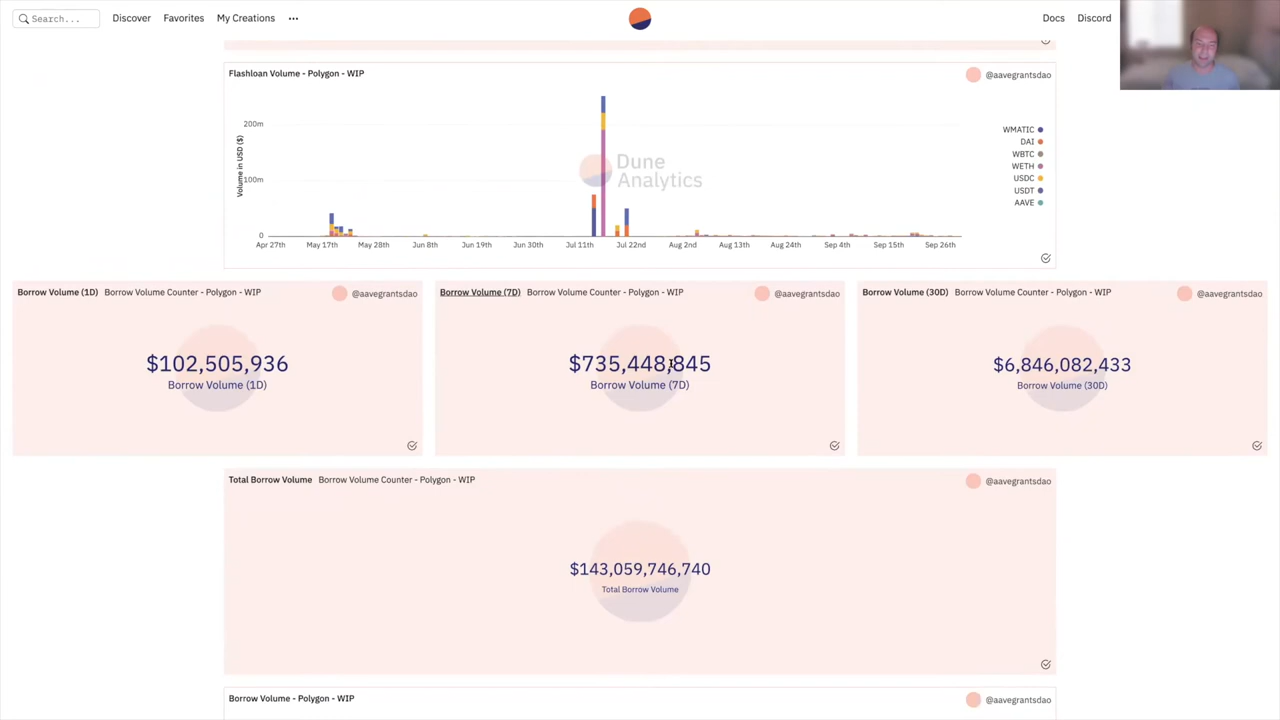 Search...
Discover
Favorites
My Creations
Docs
Discord
Flashloan Volume - Polygon - WIP
@aavegrantsdao
Volume in USD ($)
200m
100m
0
Dune
Analytics
WMATIC
DAI
WBTC
WETH
USDC
USDT
AAVE
Apr 27th May 17th May 28th Jun 8th Jun 19th Jun 30th Jul 11th Jul 22nd Aug 2nd Aug 13th Aug 24th Sep 4th Sep 15th Sep 26th
Borrow Volume (1D) Borrow Volume Counter - Polygon - WIP
@aavegrantsdao
$102,505,936
Borrow Volume (1D)
Borrow Volume (7D) Borrow Volume Counter - Polygon - WIP
@aavegrantsdao
$735,448,845
Borrow Volume (7D)
Borrow Volume (30D) Borrow Volume Counter - Polygon - WIP
@aavegrantsdao
$6,846,082,433
Borrow Volume (30D)
Total Borrow Volume Borrow Volume Counter - Polygon - WIP
@aavegrantsdao
$143,059,746,740
Total Borrow Volume
Borrow Volume - Polygon - WIP
@aavegrantsdao